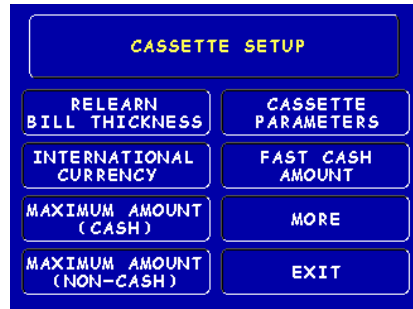 CASSETTE SETUP
RELEARN
BILL THICKNESS
CASSETTE
PARAMETERS
INTERNATIONAL
CURRENCY
FAST CASH
AMOUNT
MAXIMUM AMOUNT
(CASH)
MORE
MAXIMUM AMOUNT
(NON-CASH)
EXIT